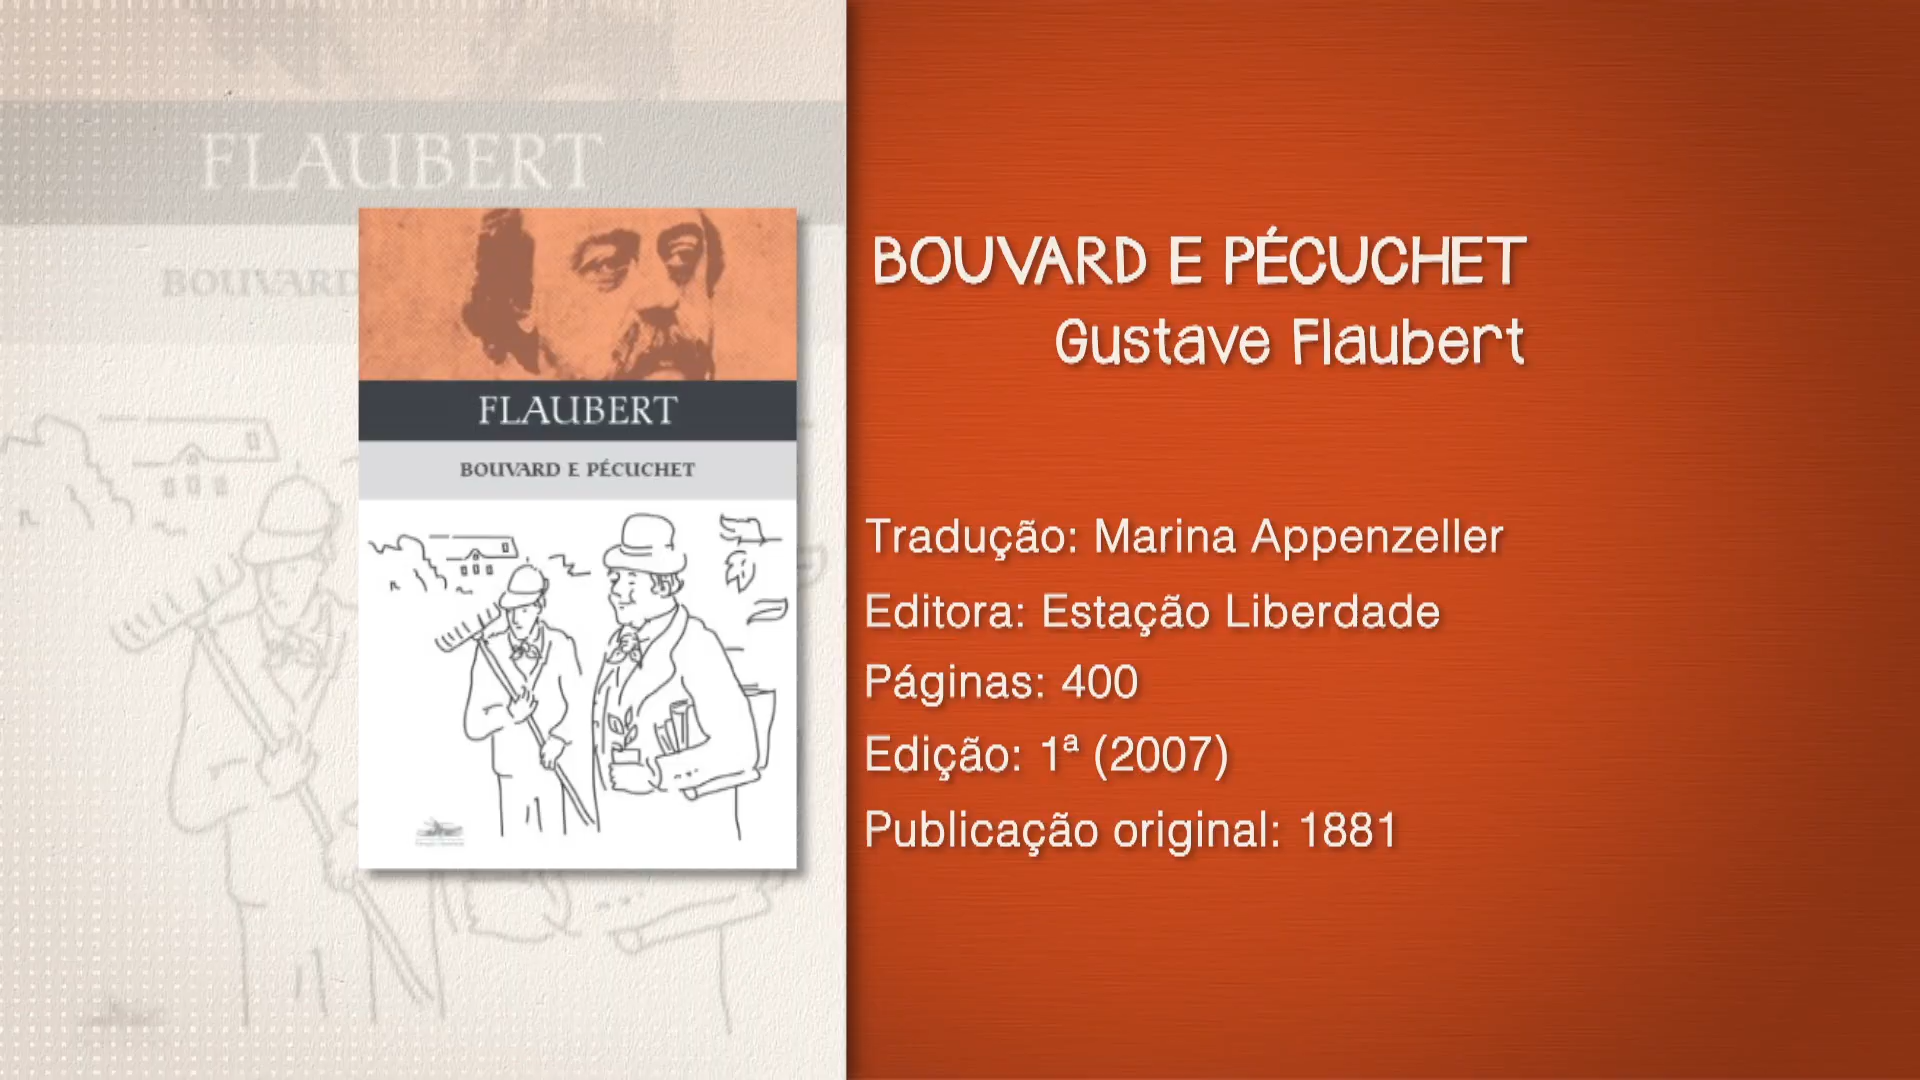 FLAUBERT
BOUVARD
FLAUBERT
BOUVARD E PÉCUCHET
BOUVARD E PÉCUCHET
Gustave Flaubert
Tradução: Marina Appenzeller
Editora: Estação Liberdade
Páginas: 400
Edição: 1ª (2007)
Publicação original: 1881